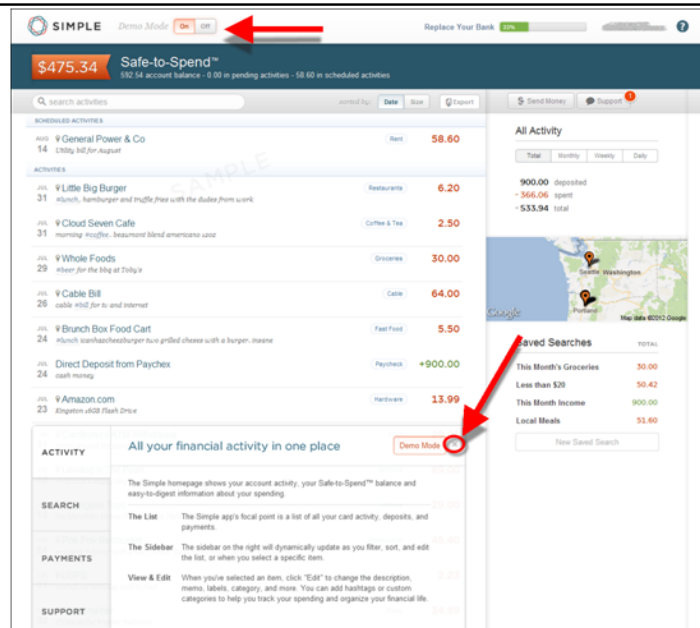 SIMPLE Demo Mode On Off Replace Your Bank 33% ?
$475.34 Safe-to-Spend™
592.54 account balance - 0.00 in pending activities - 58.60 in scheduled activities
search activities sorted by: Date Size Export
SCHEDULED ACTIVITIES
AUG 14 General Power & Co Rent 58.60
Utility bill for August
ACTIVITIES
SAMPLE
JUL 31 Little Big Burger Restaurants 6.20
#lunch, hamburger and truffle fries with the dudes from work
JUL 31 Cloud Seven Cafe Coffee & Tea 2.50
morning #coffee, beaumont blend americano upsz
JUL 29 Whole Foods Groceries 30.00
#beer for the bbq at Toby's
JUL 26 Cable Bill Cable 64.00
cable #bill for tv and internet
JUL 24 Brunch Box Food Cart Fast Food 5.50
#lunch icanhazcheezburger two grilled cheese with a burger. insane
JUL 24 Direct Deposit from Paychex Paycheck +900.00
cash money
JUL 23 Amazon.com Hardware 13.99
Kingston 16GB Flash Drive
ACTIVITY
SEARCH
PAYMENTS
SUPPORT
All your financial activity in one place Demo Mode ×
The Simple homepage shows your account activity, your Safe-to-Spend™ balance and
easy-to-digest information about your spending.
The List The Simple app's focal point is a list of all your card activity, deposits, and
payments.
The Sidebar The sidebar on the right will dynamically update as you filter, sort, and edit
the list, or when you select a specific item.
View & Edit When you've selected an item, click "Edit" to change the description,
memo, labels, category, and more. You can add hashtags or custom
categories to help you track your spending and organize your financial life.
Send Money Support 1
All Activity
Total Monthly Weekly Daily
900.00 deposited
- 366.06 spent
- 533.94 total
Seattle Washington
Portland
Google Map data ©2012 Google
Saved Searches TOTAL
This Month's Groceries 30.00
Less than $20 50.42
This Month Income 900.00
Local Meals 51.60
New Saved Search